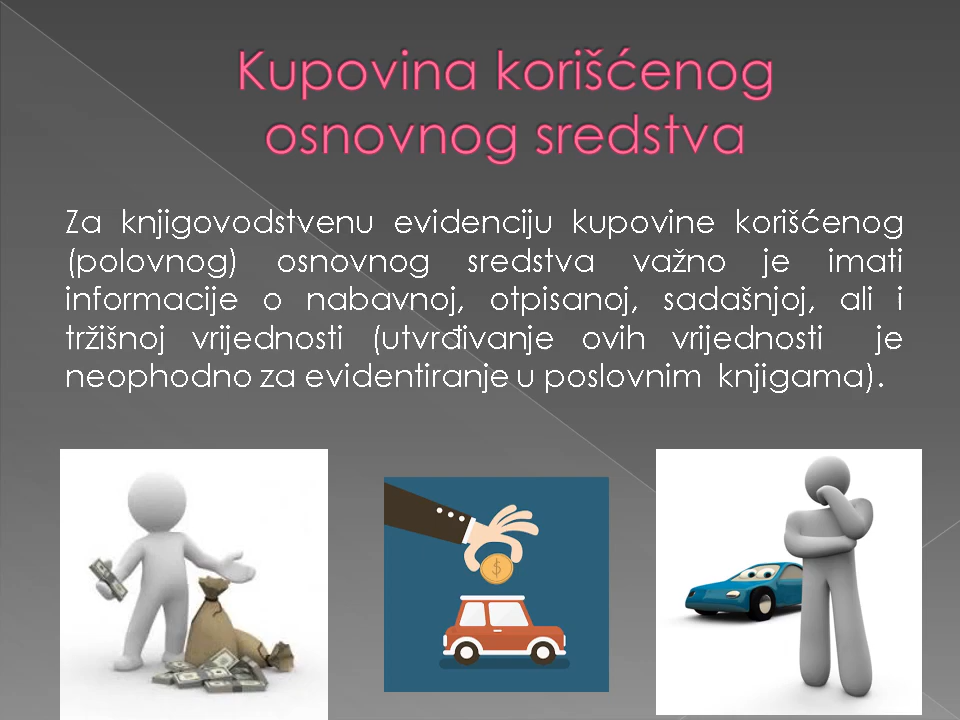 Kupovina korišćenog
osnovnog sredstva
Za knjigovodstvenu evidenciju kupovine korišćenog
(polovnog) osnovnog sredstva važno je imati
informacije o nabavnoj, otpisanoj, sadašnjoj, ali i
tržišnoj vrijednosti (utvrđivanje ovih vrijednosti je
neophodno za evidentiranje u poslovnim knjigama).
$